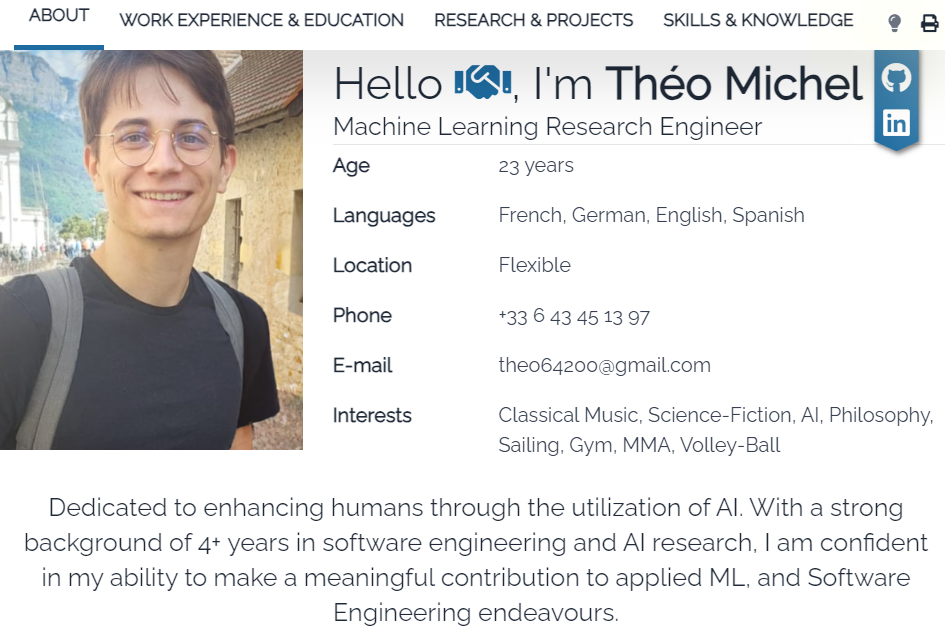 ABOUT WORK EXPERIENCE & EDUCATION RESEARCH & PROJECTS SKILLS & KNOWLEDGE
Hello , I'm Théo Michel
in
Machine Learning Research Engineer
Age 23 years
Languages French, German, English, Spanish
Location Flexible
Phone +33 6 43 45 13 97
E-mail theo64200@gmail.com
Interests Classical Music, Science-Fiction, AI, Philosophy,
Sailing, Gym, MMA, Volley-Ball
Dedicated to enhancing humans through the utilization of AI. With a strong
background of 4+ years in software engineering and AI research, I am confident
in my ability to make a meaningful contribution to applied ML, and Software
Engineering endeavours.